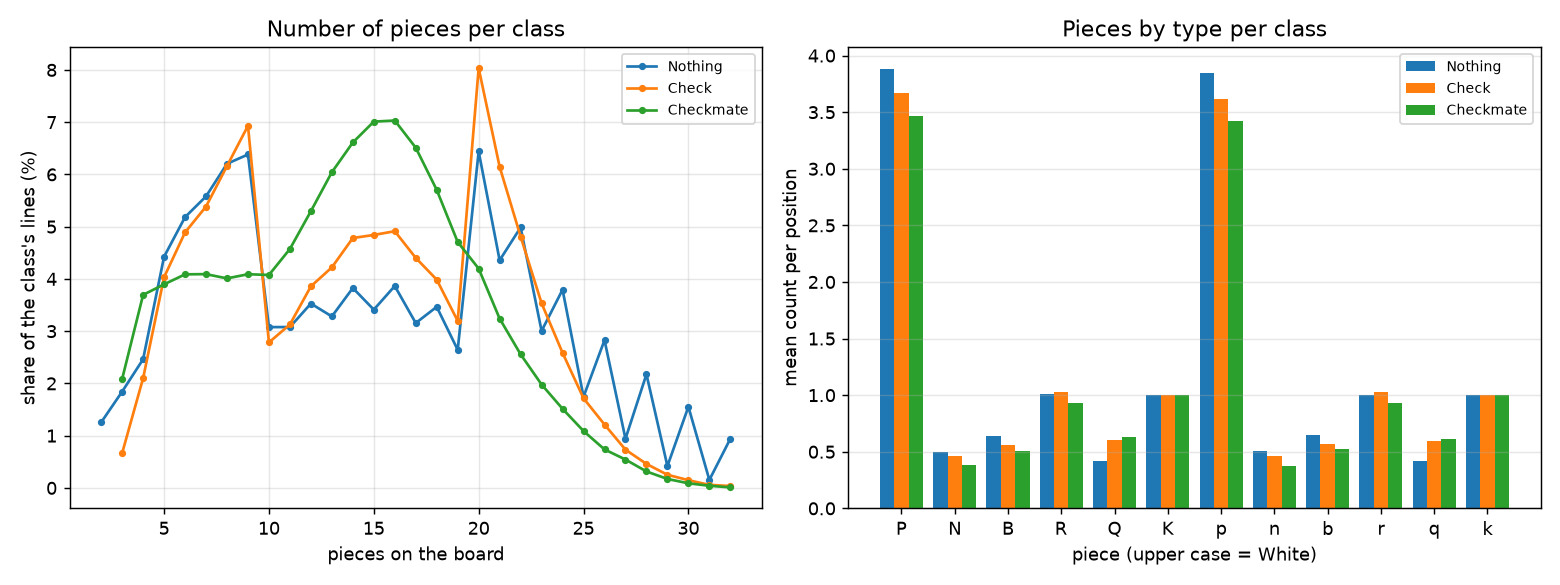 Number of pieces per class
share of the class's lines (%)
8
7
6
5
4
3
2
1
0
Nothing
Check
Checkmate
5 10 15 20 25 30
pieces on the board
Pieces by type per class
mean count per position
4.0
3.5
3.0
2.5
2.0
1.5
1.0
0.5
0.0
Nothing
Check
Checkmate
P N B R Q K p n b r q k
piece (upper case = White)